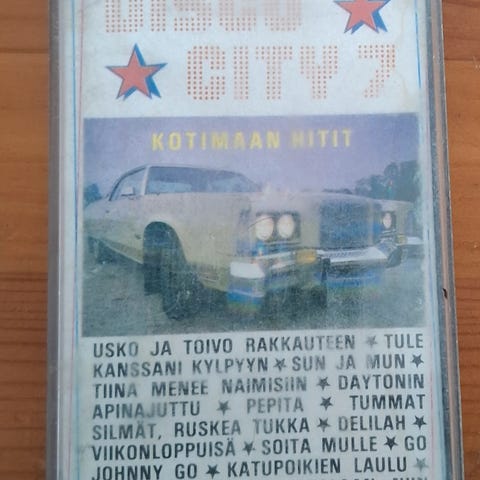 DISCO
CITY 7
KOTIMAAN HITIT
USKO JA TOIVO RAKKAUTEEN ★ TULE
KANSSANI KYLPYYN ★ SUN JA MUN ★
TIINA MENEE NAIMISIIN ★ DAYTONIN
APINAJUTTU ★ PEPITA ★ TUMMAT
SILMÄT, RUSKEA TUKKA ★ DELILAH ★
VIIKONLOPPUISÄ ★ SOITA MULLE ★ GO
JOHNNY GO ★ KATUPOIKIEN LAULU ★